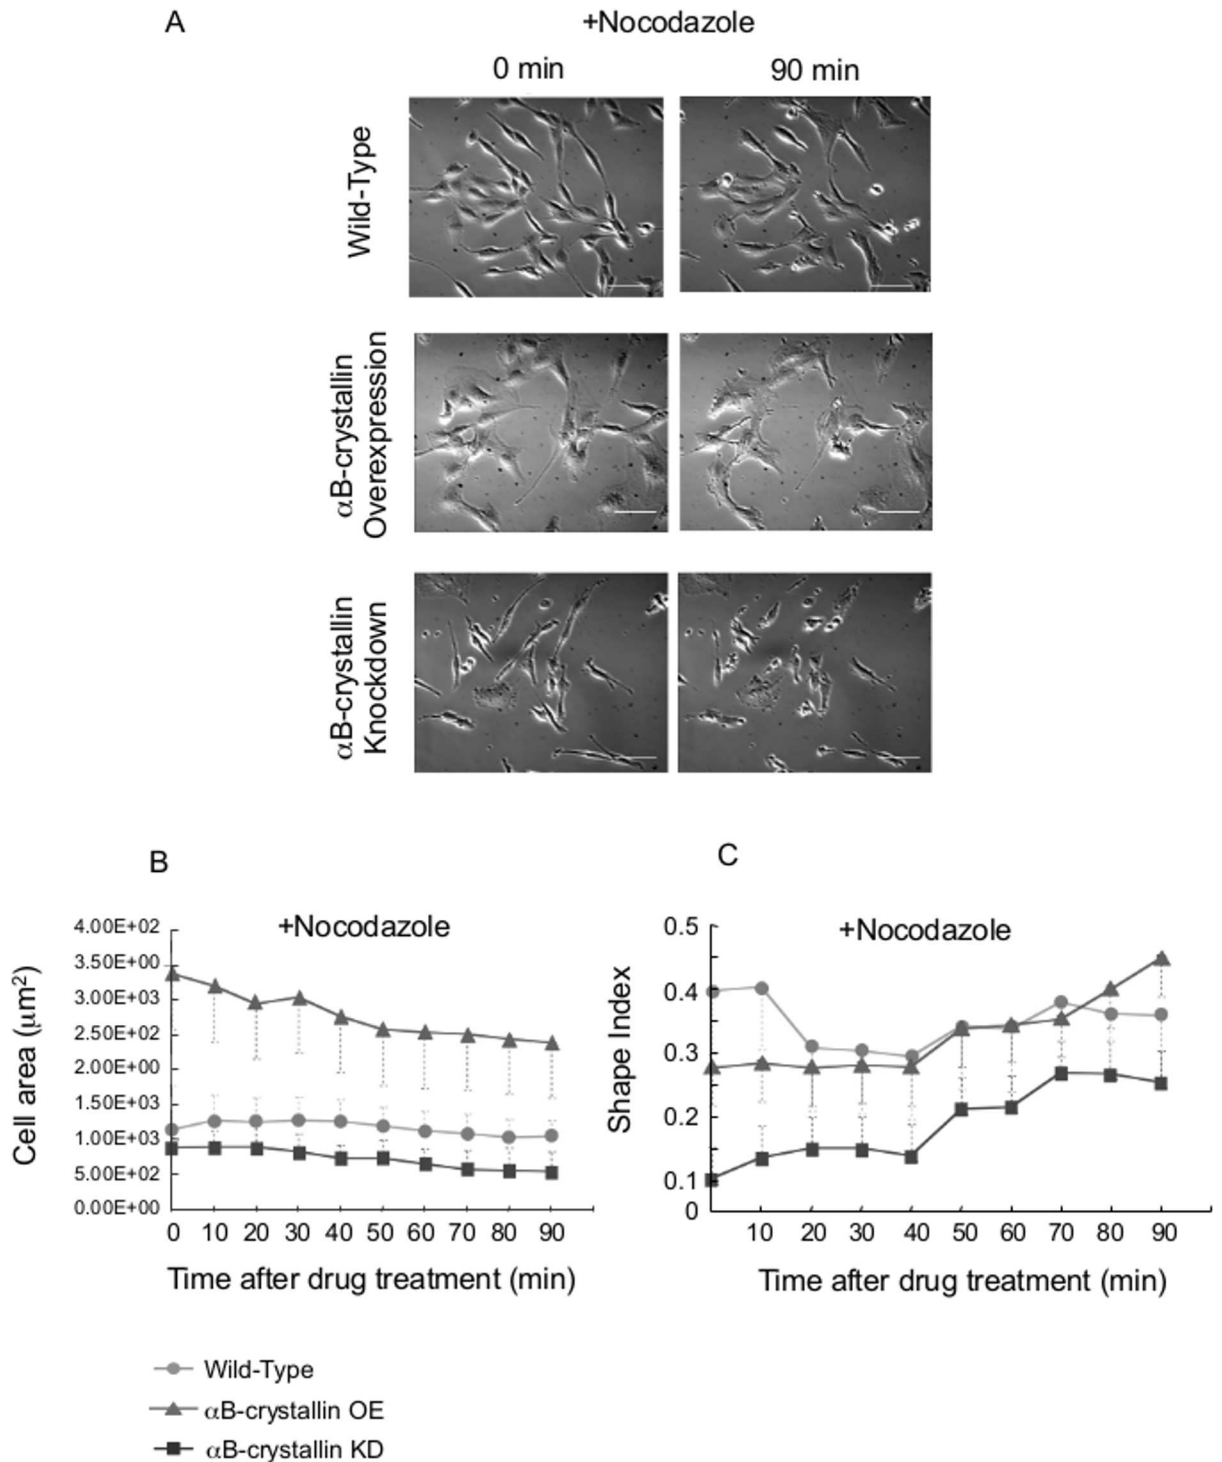 A
+Nocodazole
0 min
90 min
Wild-Type
αB-crystallin
Overexpression
αB-crystallin
Knockdown
B
+Nocodazole
Cell area (μm²)
4.00E+02
3.50E+00
3.00E+03
2.50E+02
2.00E+00
1.50E+03
1.00E+03
5.00E+02
0.00E+00
0 10 20 30 40 50 60 70 80 90
Time after drug treatment (min)
C
+Nocodazole
Shape Index
0.5
0.4
0.3
0.2
0.1
0
10 20 30 40 50 60 70 80 90
Time after drug treatment (min)
Wild-Type
αB-crystallin OE
αB-crystallin KD